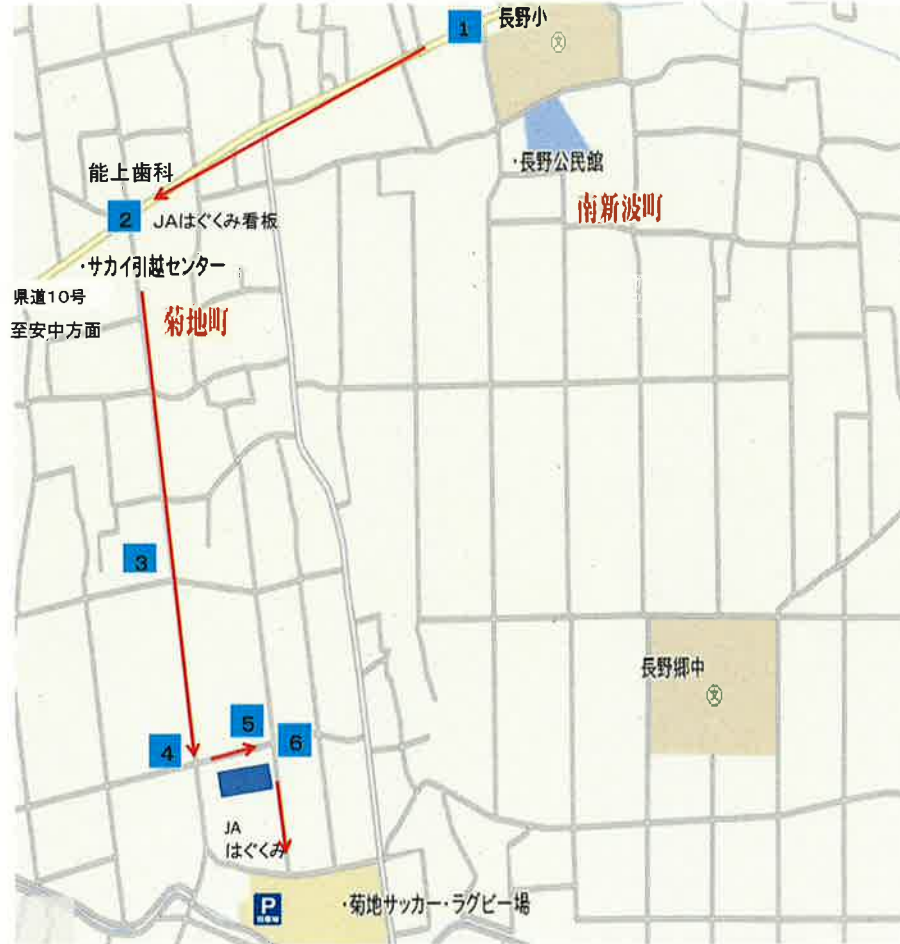 長野小
1
文
・長野公民館
能上歯科
南新波町
2
JAはぐくみ看板
・サカイ引越センター
県道10号
菊地町
至安中方面
3
長野郷中
文
5
6
4
JA
はぐくみ
P
・菊地サッカー・ラグビー場